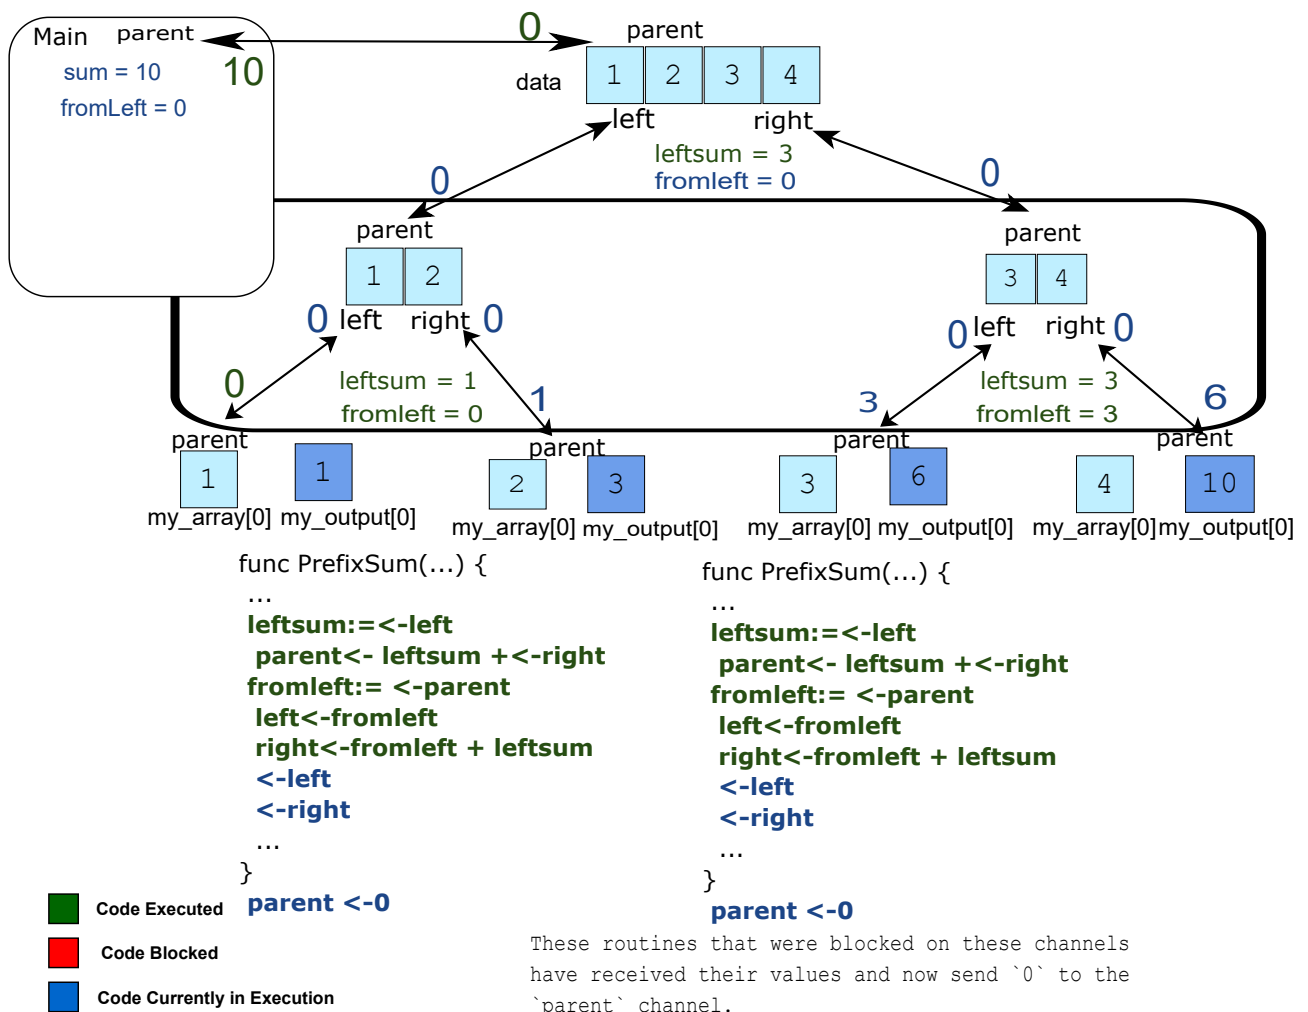 Main parent
sum = 10
fromLeft = 0
10
0
parent
data
1 2 3 4
left right
leftsum = 3
fromleft = 0
0
0
parent
1 2
0 left right 0
leftsum = 1
fromleft = 0
0
1
parent
3 4
0 left right 0
leftsum = 3
fromleft = 3
3
6
parent
1 1
my_array[0] my_output[0]
parent
2 3
my_array[0] my_output[0]
parent
3 6
my_array[0] my_output[0]
parent
4 10
my_array[0] my_output[0]
func PrefixSum(...) {
...
leftsum:=<-left
parent<- leftsum +<-right
fromleft:= <-parent
left<-fromleft
right<-fromleft + leftsum
<-left
<-right
...
}
parent <-0
func PrefixSum(...) {
...
leftsum:=<-left
parent<- leftsum +<-right
fromleft:= <-parent
left<-fromleft
right<-fromleft + leftsum
<-left
<-right
...
}
parent <-0
Code Executed
Code Blocked
Code Currently in Execution
These routines that were blocked on these channels
have received their values and now send `0` to the
`parent` channel.